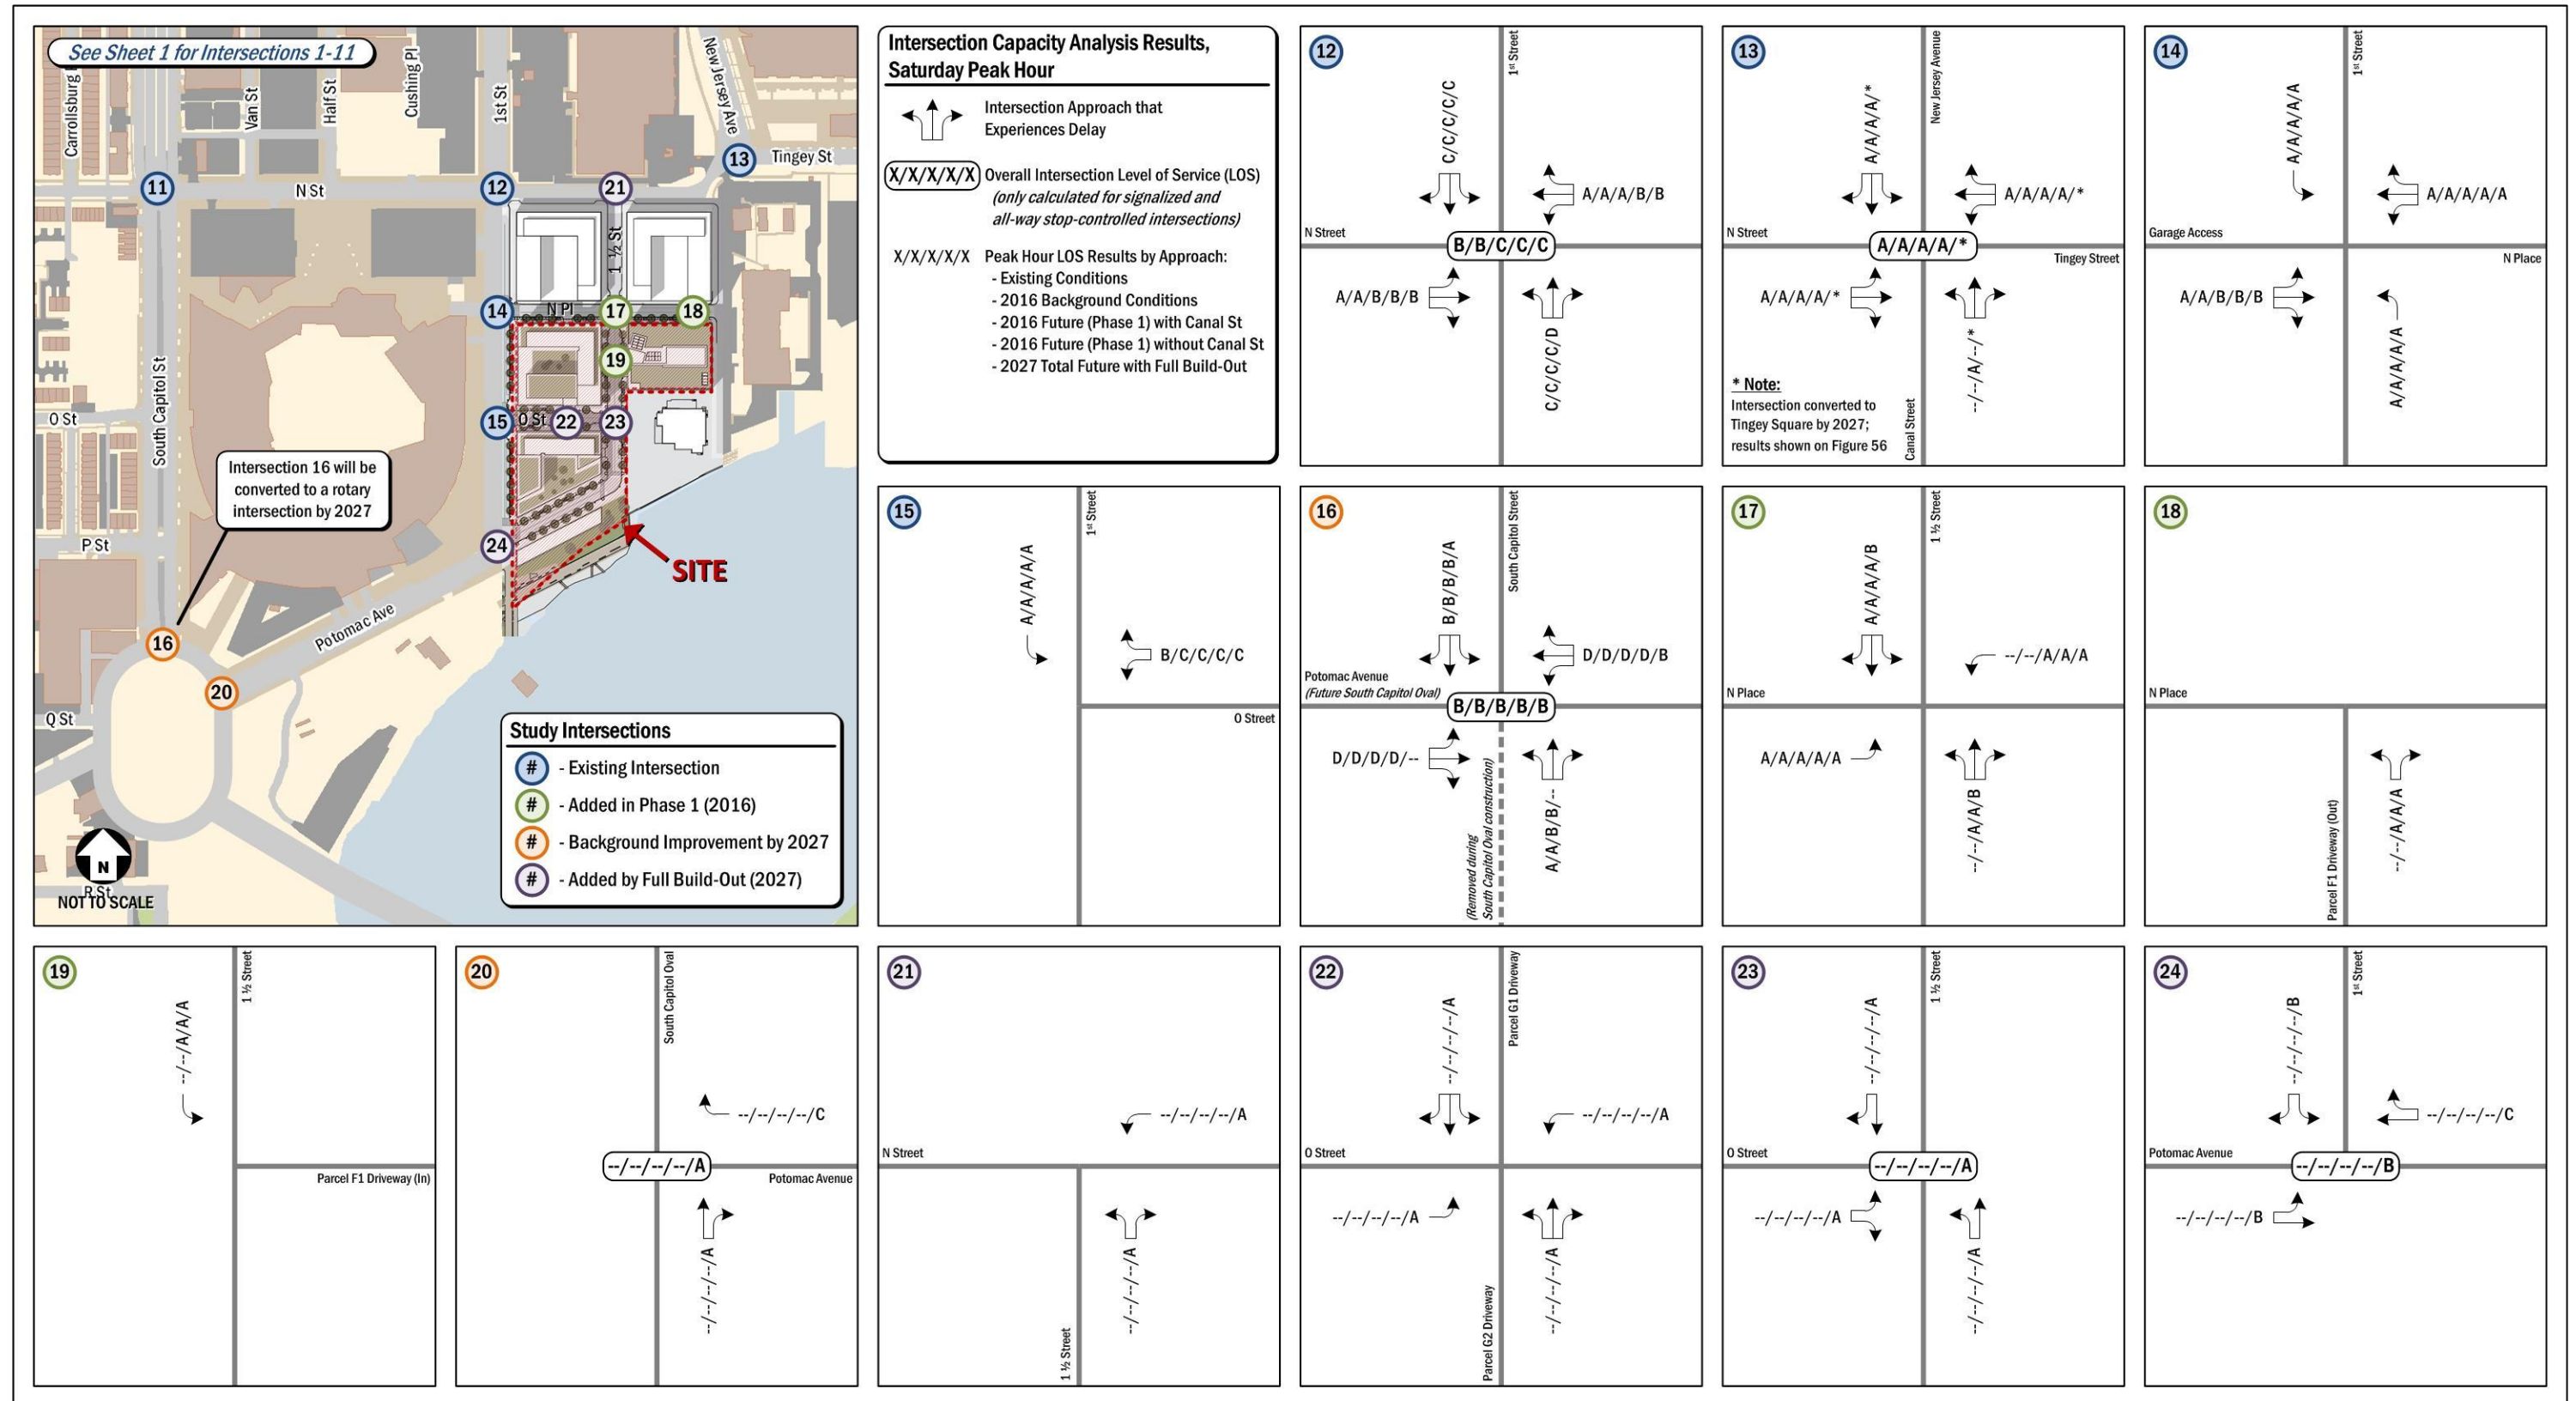 See Sheet 1 for Intersections 1-11
Carrollsburg
Van St
Half St
Cushing Pl
1st St
New Jersey Ave
Tingey St
13
11
N St
12
21
1 ½ St
14
N Pl
17
18
19
South Capitol St
O St
15
O St
22
23
Intersection 16 will be
converted to a rotary
intersection by 2027
P St
24
SITE
Potomac Ave
16
20
Q St
N
R St
NOT TO SCALE
Study Intersections
# - Existing Intersection
# - Added in Phase 1 (2016)
# - Background Improvement by 2027
# - Added by Full Build-Out (2027)
Intersection Capacity Analysis Results,
Saturday Peak Hour
Intersection Approach that
Experiences Delay
X/X/X/X/X Overall Intersection Level of Service (LOS)
(only calculated for signalized and
all-way stop-controlled intersections)
X/X/X/X/X Peak Hour LOS Results by Approach:
- Existing Conditions
- 2016 Background Conditions
- 2016 Future (Phase 1) with Canal St
- 2016 Future (Phase 1) without Canal St
- 2027 Total Future with Full Build-Out
12
1st Street
C/C/C/C/C
A/A/A/B/B
N Street
B/B/C/C/C
A/A/B/B/B
C/C/C/C/D
13
New Jersey Avenue
A/A/A/A/*
A/A/A/A/*
N Street
A/A/A/A/*
Tingey Street
A/A/A/A/*
--/--/A/--/*
* Note:
Intersection converted to
Tingey Square by 2027;
results shown on Figure 56
Canal Street
14
1st Street
A/A/A/A/A
A/A/A/A/A
Garage Access
N Place
A/A/B/B/B
A/A/A/A/A
15
1st Street
A/A/A/A/A
B/C/C/C/C
O Street
16
South Capitol Street
B/B/B/B/A
D/D/D/D/B
Potomac Avenue
(Future South Capitol Oval)
B/B/B/B/B
D/D/D/D/--
A/A/B/B/--
(Removed during
South Capitol Oval construction)
17
1 ½ Street
A/A/A/A/B
--/--/A/A/A
N Place
A/A/A/A/A
--/--/A/A/B
18
N Place
Parcel F1 Driveway (Out)
--/--/A/A/A
19
1 ½ Street
--/--/A/A/A
Parcel F1 Driveway (In)
20
South Capitol Oval
--/--/--/--/C
--/--/--/--/A
Potomac Avenue
--/--/--/--/A
21
--/--/--/--/A
N Street
--/--/--/--/A
1 ½ Street
22
Parcel G1 Driveway
--/--/--/--/A
--/--/--/--/A
O Street
--/--/--/--/A
--/--/--/--/A
Parcel G2 Driveway
23
1 ½ Street
--/--/--/--/A
O Street
--/--/--/--/A
--/--/--/--/A
--/--/--/--/A
24
1st Street
--/--/--/--/B
--/--/--/--/C
Potomac Avenue
--/--/--/--/B
--/--/--/--/B